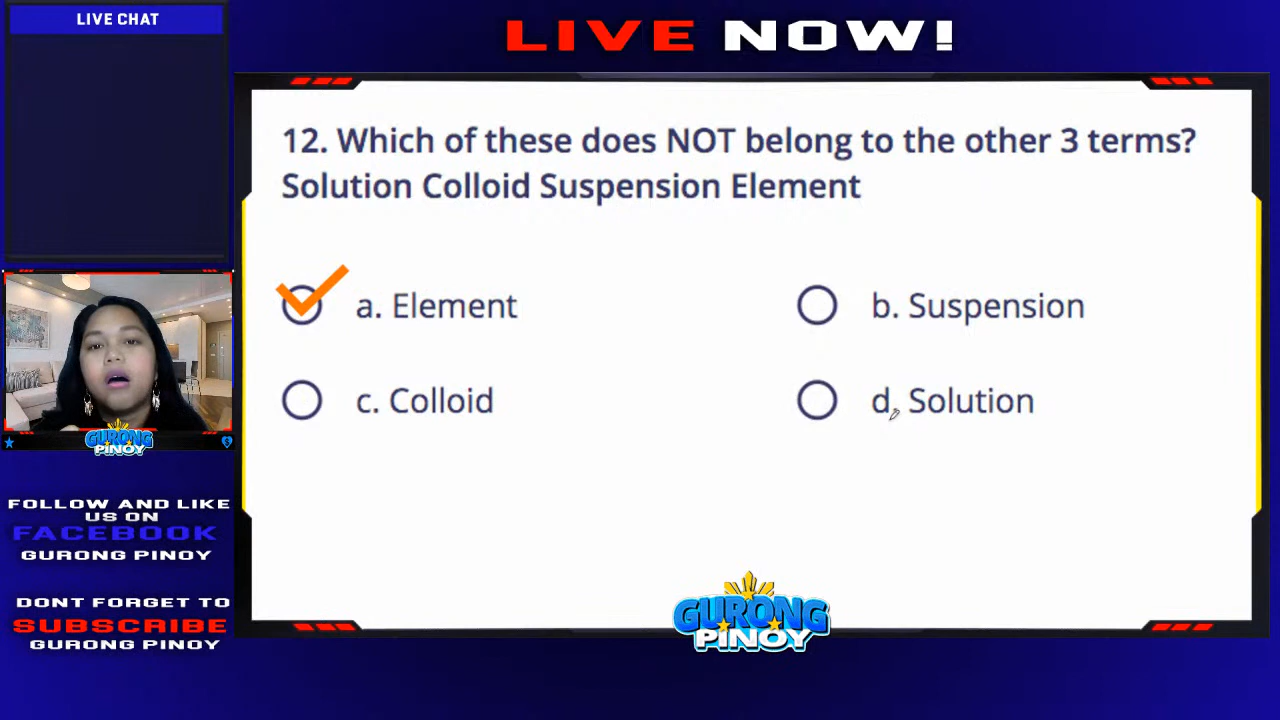 LIVE CHAT
LIVE NOW!
12. Which of these does NOT belong to the other 3 terms?
Solution Colloid Suspension Element
a. Element
b. Suspension
c. Colloid
d. Solution
GURONG
PINOY
FOLLOW AND LIKE
US ON
FACEBOOK
GURONG PINOY
DONT FORGET TO
SUBSCRIBE
GURONG PINOY
GURONG
PINOY